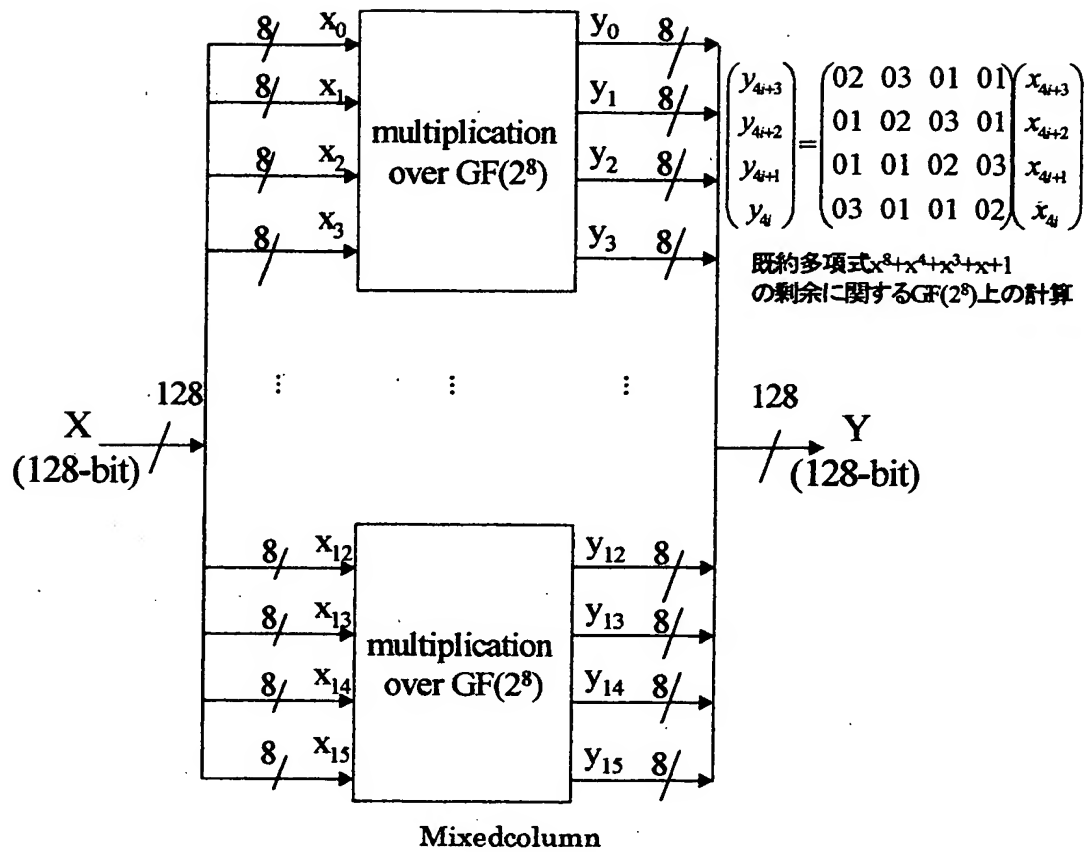 8 x₀ y₀ 8
8 x₁ y₁ 8
8 x₂ y₂ 8
8 x₃ y₃ 8
multiplication
over GF(2⁸)
y₄ᵢ₊₃ 02 03 01 01 x₄ᵢ₊₃
y₄ᵢ₊₂ = 01 02 03 01 x₄ᵢ₊₂
y₄ᵢ₊₁ 01 01 02 03 x₄ᵢ₊₁
y₄ᵢ 03 01 01 02 x₄ᵢ
既約多項式x⁸+x⁴+x³+x+1
の剰余に関するGF(2⁸)上の計算
⋮ ⋮ ⋮
X 128
(128-bit)
128 Y
(128-bit)
8 x₁₂ y₁₂ 8
8 x₁₃ y₁₃ 8
8 x₁₄ y₁₄ 8
8 x₁₅ y₁₅ 8
multiplication
over GF(2⁸)
Mixedcolumn